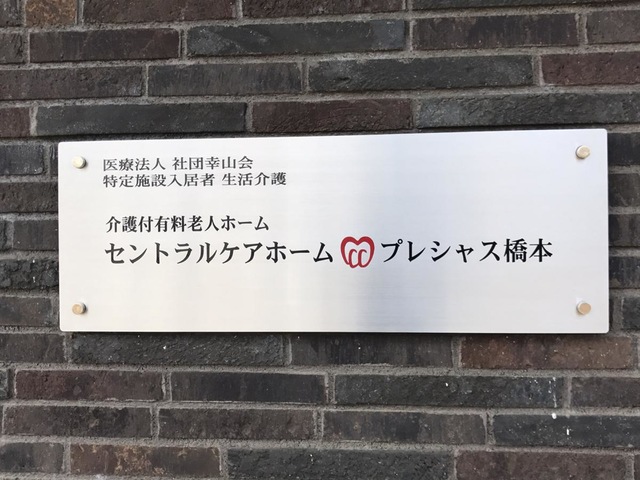 医療法人 社団幸山会
特定施設入居者 生活介護
介護付有料老人ホーム
セントラルケアホーム プレシャス橋本